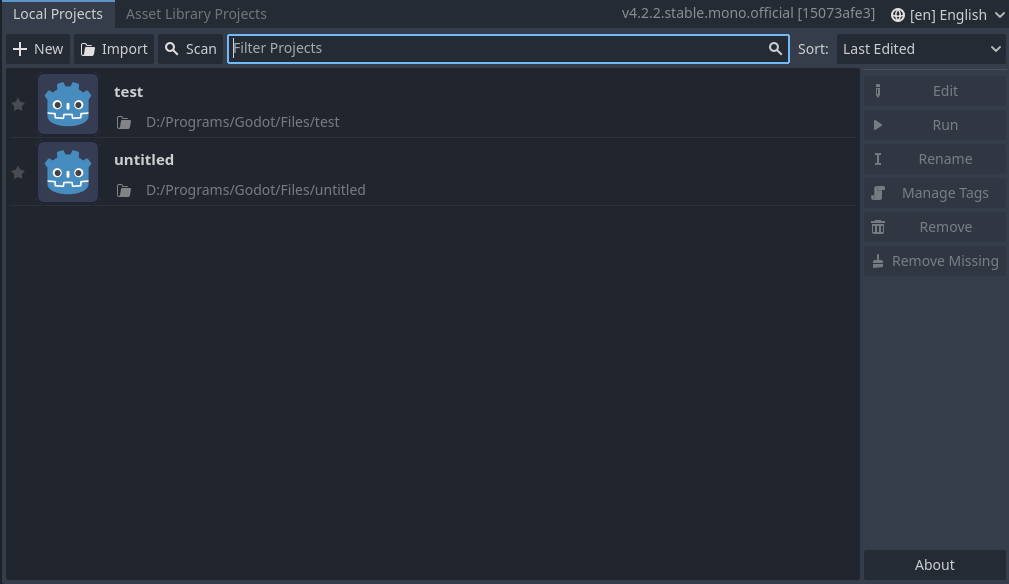 Local Projects Asset Library Projects v4.2.2.stable.mono.official [15073afe3] [en] English
New Import Scan Filter Projects Sort: Last Edited
test
D:/Programs/Godot/Files/test
untitled
D:/Programs/Godot/Files/untitled
Edit
Run
Rename
Manage Tags
Remove
Remove Missing
About